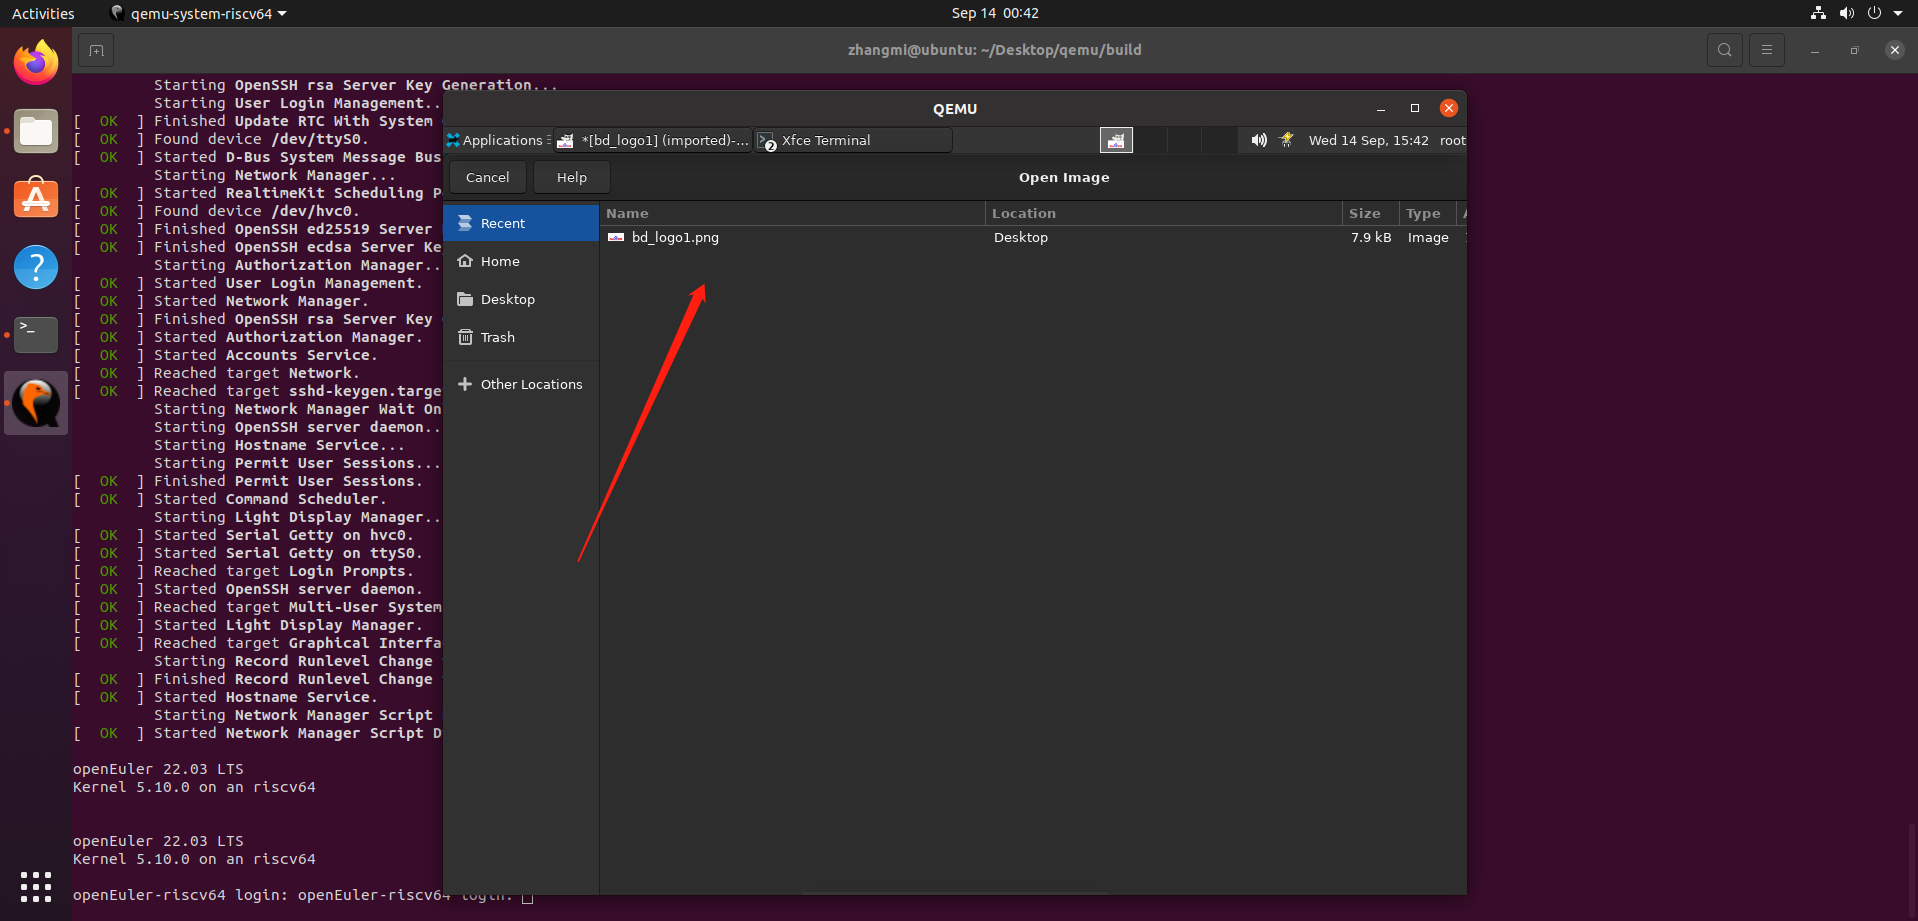 Activities qemu-system-riscv64 Sep 14 00:42
zhangmi@ubuntu: ~/Desktop/qemu/build
Starting OpenSSH rsa Server Key Generation...
Starting User Login Management..
[ OK ] Finished Update RTC With System
[ OK ] Found device /dev/ttyS0.
[ OK ] Started D-Bus System Message Bus
Starting Network Manager...
[ OK ] Started RealtimeKit Scheduling P
[ OK ] Found device /dev/hvc0.
[ OK ] Finished OpenSSH ed25519 Server
[ OK ] Finished OpenSSH ecdsa Server Ke
Starting Authorization Manager..
[ OK ] Started User Login Management.
[ OK ] Started Network Manager.
[ OK ] Finished OpenSSH rsa Server Key
[ OK ] Started Authorization Manager.
[ OK ] Started Accounts Service.
[ OK ] Reached target Network.
[ OK ] Reached target sshd-keygen.targe
Starting Network Manager Wait On
Starting OpenSSH server daemon..
Starting Hostname Service...
Starting Permit User Sessions...
[ OK ] Finished Permit User Sessions.
[ OK ] Started Command Scheduler.
Starting Light Display Manager..
[ OK ] Started Serial Getty on hvc0.
[ OK ] Started Serial Getty on ttyS0.
[ OK ] Reached target Login Prompts.
[ OK ] Started OpenSSH server daemon.
[ OK ] Reached target Multi-User System
[ OK ] Started Light Display Manager.
[ OK ] Reached target Graphical Interfa
Starting Record Runlevel Change
[ OK ] Finished Record Runlevel Change
[ OK ] Started Hostname Service.
Starting Network Manager Script
[ OK ] Started Network Manager Script D
openEuler 22.03 LTS
Kernel 5.10.0 on an riscv64
openEuler 22.03 LTS
Kernel 5.10.0 on an riscv64
openEuler-riscv64 login: openEuler-riscv64 login:
QEMU
Applications *[bd_logo1] (imported)-... 2 Xfce Terminal Wed 14 Sep, 15:42 root
Cancel Help Open Image
Recent
Home
Desktop
Trash
Other Locations
Name Location Size Type
bd_logo1.png Desktop 7.9 kB Image